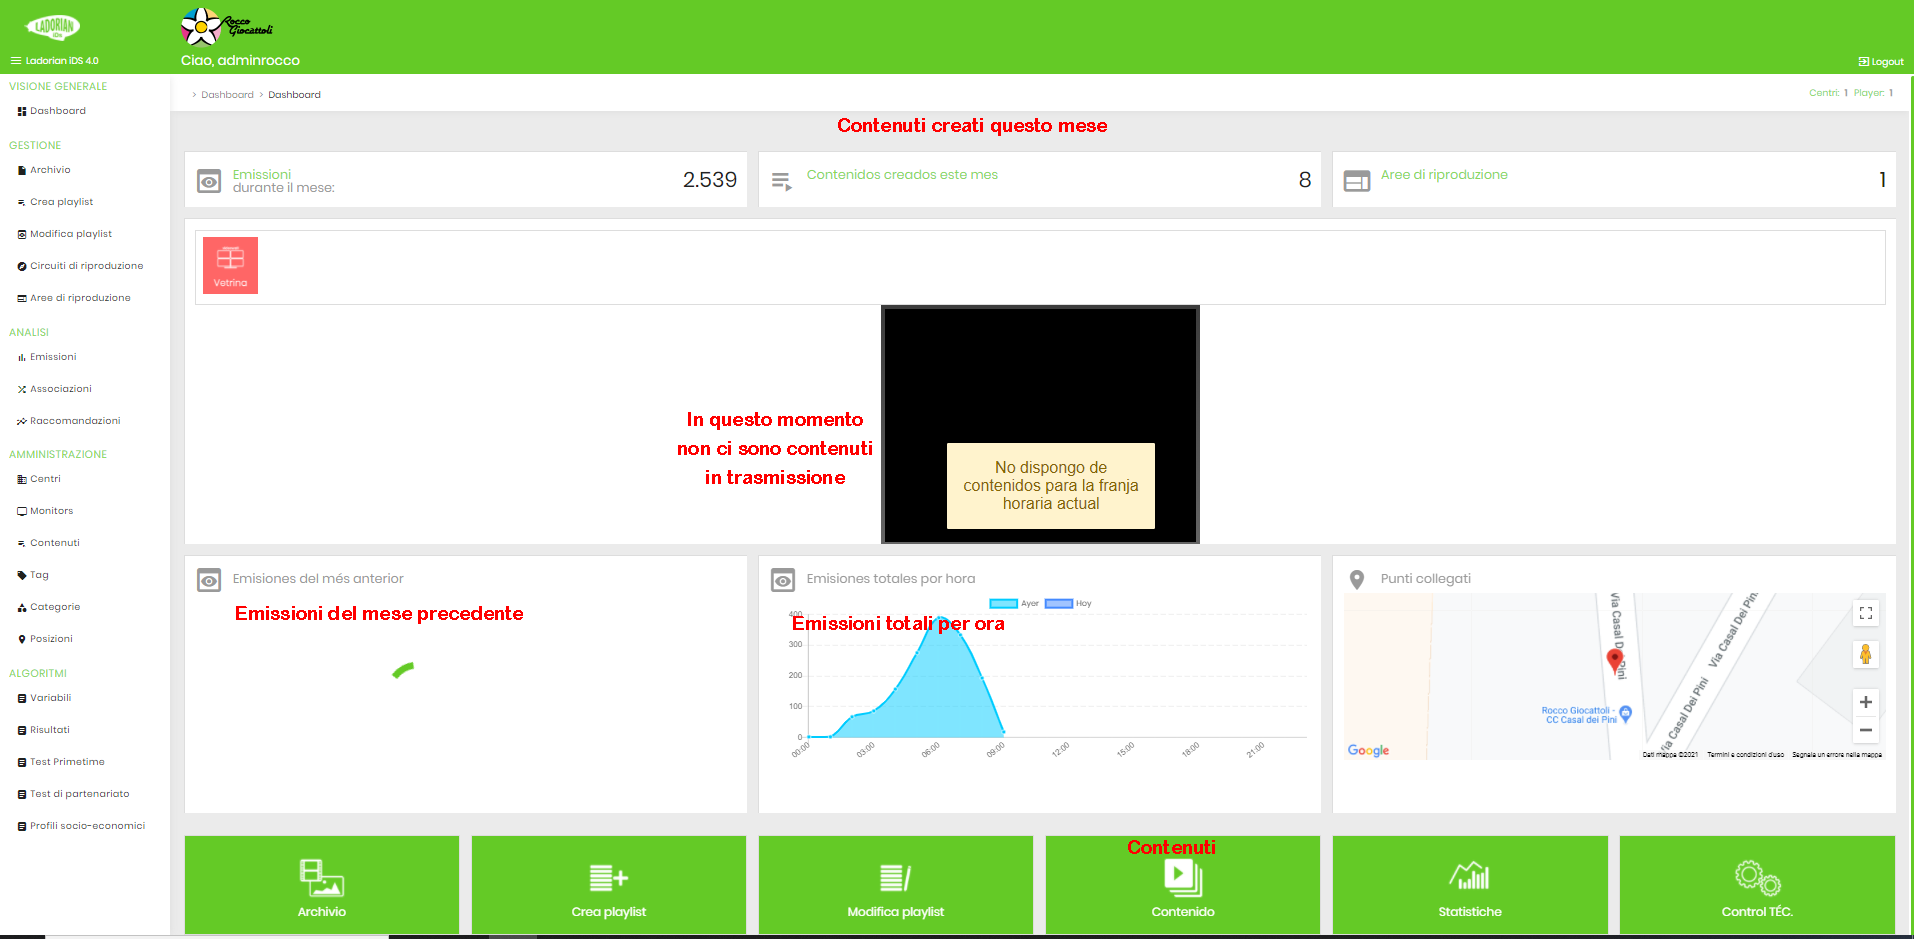 LADORIAN
iDS
Rocco
Giocattoli
Ladorian iDS 4.0
Ciao, adminrocco
Logout
VISIONE GENERALE
Dashboard
GESTIONE
Archivio
Crea playlist
Modifica playlist
Circuiti di riproduzione
Aree di riproduzione
ANALISI
Emissioni
Associazioni
Raccomandazioni
AMMINISTRAZIONE
Centri
Monitors
Contenuti
Tag
Categorie
Posizioni
ALGORITMI
Variabili
Risultati
Test Primetime
Test di partenariato
Profili socio-economici
> Dashboard > Dashboard
Centri: 1 Player: 1
Contenuti creati questo mese
Emissioni
durante il mese:
2.539
Contenidos creados este mes
8
Aree di riproduzione
1
Vetrina
In questo momento
non ci sono contenuti
in trasmissione
No dispongo de
contenidos para la franja
horaria actual
Emisiones del més anterior
Emissioni del mese precedente
Emisiones totales por hora
Ayer Hoy
Emissioni totali per ora
400
300
200
100
0
00:00 03:00 06:00 09:00 12:00 15:00 18:00 21:00
Punti collegati
Via Casal Dei Pini
Via Casal Dei Pini
Via Casal Dei Pini
Rocco Giocattoli -
CC Casal dei Pini
Google
Dati mappa ©2021 Termini e condizioni d'uso Segnala un errore nella mappa
Archivio
Crea playlist
Modifica playlist
Contenuti
Contenido
Statistiche
Control TÉC.